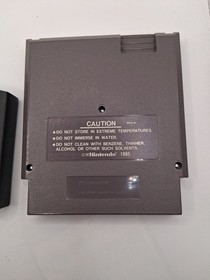 CAUTION
•DO NOT STORE IN EXTREME TEMPERATURES.
•DO NOT IMMERSE IN WATER.
•DO NOT CLEAN WITH BENZENE, THINNER,
ALCOHOL OR OTHER SUCH SOLVENTS.
Nintendo 1985